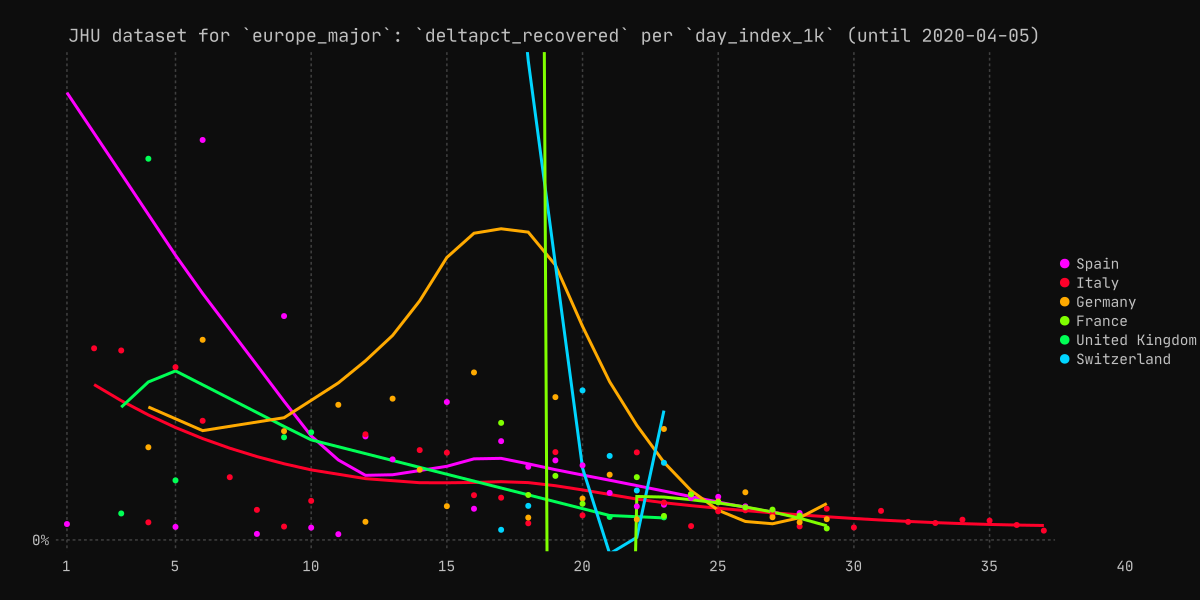 JHU dataset for `europe_major`: `deltapct_recovered` per `day_index_1k` (until 2020-04-05)
Spain
Italy
Germany
France
United Kingdom
Switzerland
0%
1 5 10 15 20 25 30 35 40